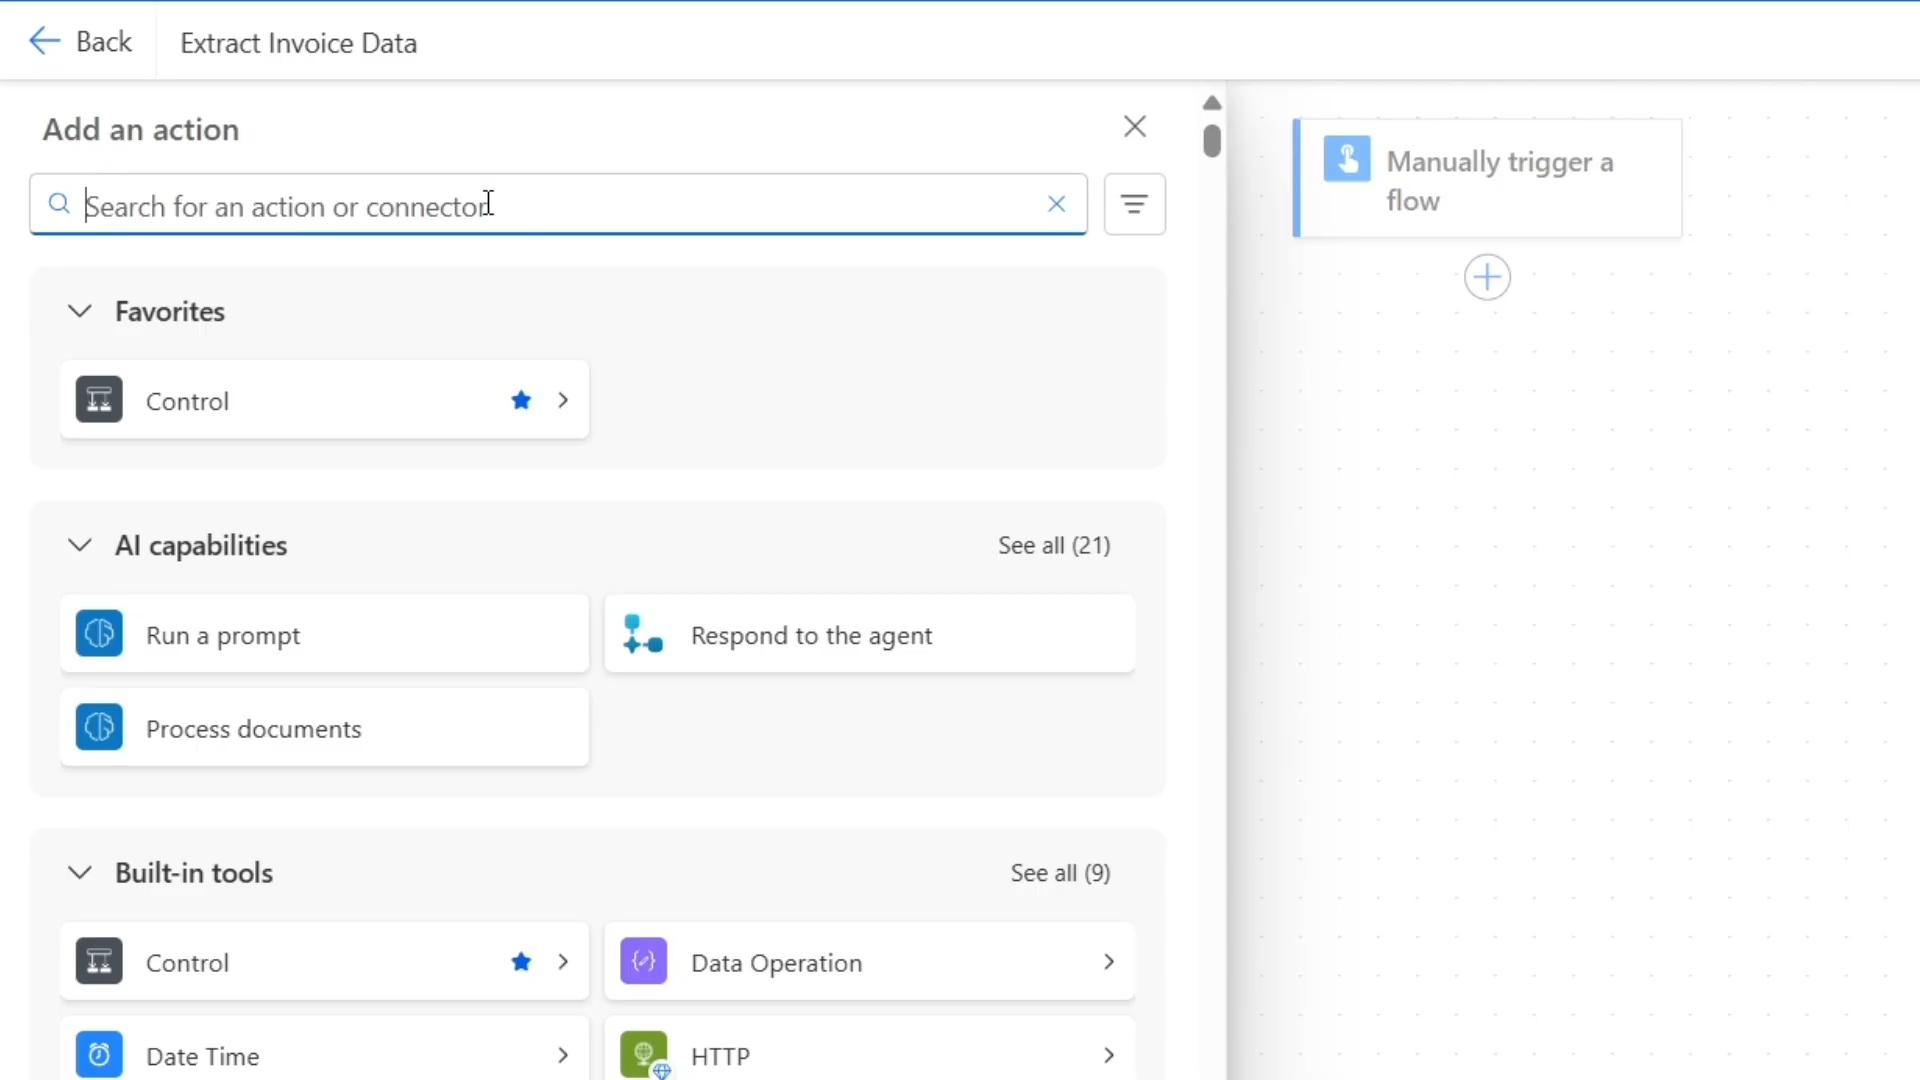 Back
Extract Invoice Data
Add an action
Search for an action or connector
Favorites
Control
AI capabilities
See all (21)
Run a prompt
Respond to the agent
Process documents
Built-in tools
See all (9)
Control
Data Operation
Date Time
HTTP
Manually trigger a
flow